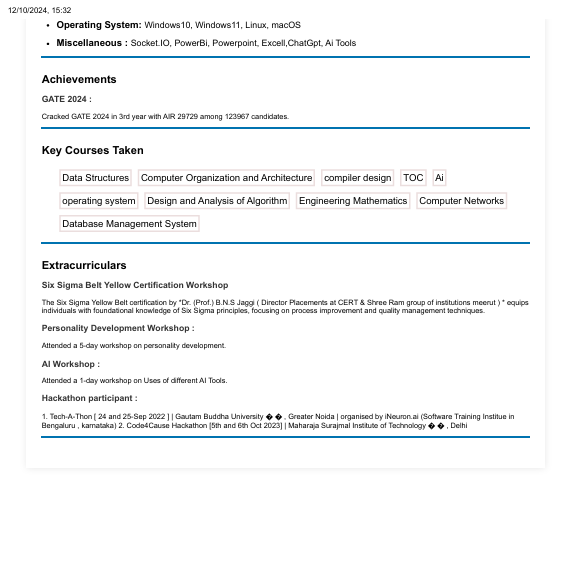 12/10/2024, 15:32
• Operating System: Windows10, Windows11, Linux, macOS
• Miscellaneous : Socket.IO, PowerBi, Powerpoint, Excell,ChatGpt, Ai Tools
Achievements
GATE 2024 :
Cracked GATE 2024 in 3rd year with AIR 29729 among 123967 candidates.
Key Courses Taken
Data Structures Computer Organization and Architecture compiler design TOC Ai
operating system Design and Analysis of Algorithm Engineering Mathematics Computer Networks
Database Management System
Extracurriculars
Six Sigma Belt Yellow Certification Workshop
The Six Sigma Yellow Belt certification by "Dr. (Prof.) B.N.S Jaggi ( Director Placements at CERT & Shree Ram group of institutions meerut ) " equips
individuals with foundational knowledge of Six Sigma principles, focusing on process improvement and quality management techniques.
Personality Development Workshop :
Attended a 5-day workshop on personality development.
AI Workshop :
Attended a 1-day workshop on Uses of different AI Tools.
Hackathon participant :
1. Tech-A-Thon [ 24 and 25-Sep 2022 ] | Gautam Buddha University � � , Greater Noida | organised by iNeuron.ai (Software Training Institue in
Bengaluru , karnataka) 2. Code4Cause Hackathon [5th and 6th Oct 2023] | Maharaja Surajmal Institute of Technology � � , Delhi